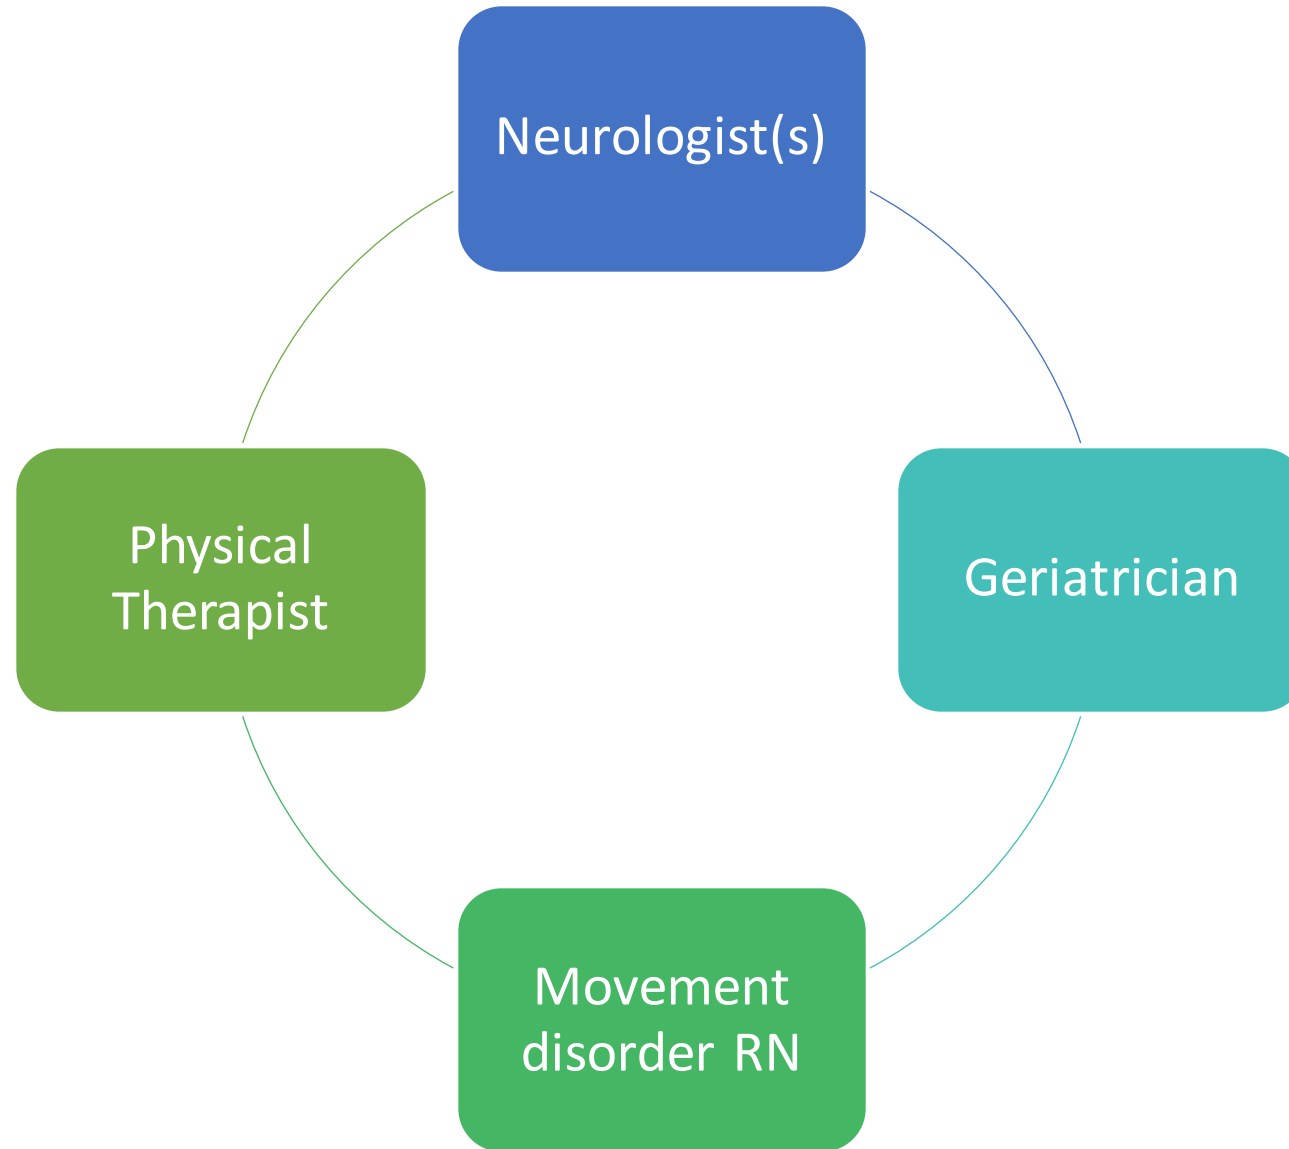 Neurologist(s)
Physical
Therapist
Geriatrician
Movement
disorder RN